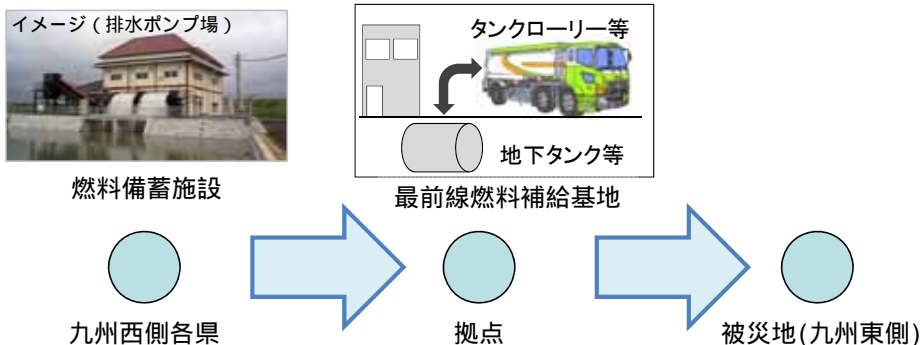 イメージ(排水ポンプ場)
タンクローリー等
地下タンク等
燃料備蓄施設
最前線燃料補給基地
九州西側各県
拠点
被災地(九州東側)